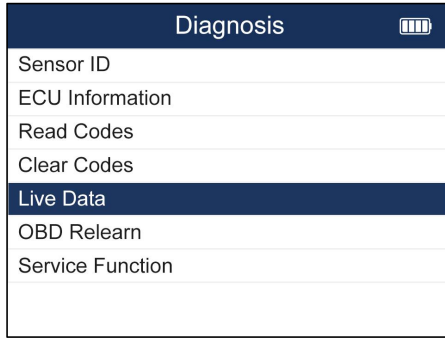 Diagnosis
Sensor ID
ECU Information
Read Codes
Clear Codes
Live Data
OBD Relearn
Service Function